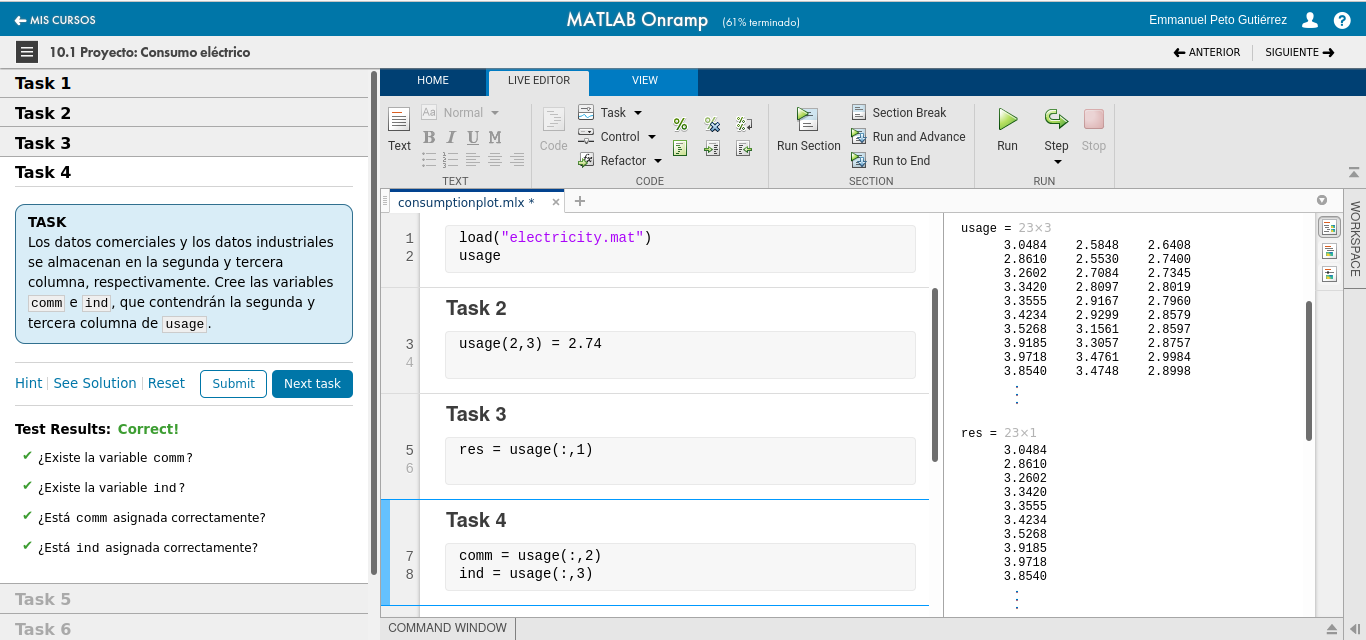 MIS CURSOS
MATLAB Onramp (61% terminado)
Emmanuel Peto Gutiérrez
?
10.1 Proyecto: Consumo eléctrico
ANTERIOR
SIGUIENTE
Task 1
Task 2
Task 3
Task 4
TASK
Los datos comerciales y los datos industriales
se almacenan en la segunda y tercera
columna, respectivamente. Cree las variables
comm e ind, que contendrán la segunda y
tercera columna de usage.
Hint See Solution Reset Submit Next task
Test Results: Correct!
¿Existe la variable comm?
¿Existe la variable ind?
¿Está comm asignada correctamente?
¿Está ind asignada correctamente?
Task 5
Task 6
HOME LIVE EDITOR VIEW
Text
Aa Normal
B I U M
TEXT
Code
Task
Control
Refactor
CODE
Run Section
Section Break
Run and Advance
Run to End
SECTION
Run
Step
Stop
RUN
consumptionplot.mlx * × +
1 load("electricity.mat")
2 usage
Task 2
3 usage(2,3) = 2.74
4
Task 3
5 res = usage(:,1)
6
Task 4
7 comm = usage(:,2)
8 ind = usage(:,3)
usage = 23×3
3.0484 2.5848 2.6408
2.8610 2.5530 2.7400
3.2602 2.7084 2.7345
3.3420 2.8097 2.8019
3.3555 2.9167 2.7960
3.4234 2.9299 2.8579
3.5268 3.1561 2.8597
3.9185 3.3057 2.8757
3.9718 3.4761 2.9984
3.8540 3.4748 2.8998
⋮
res = 23×1
3.0484
2.8610
3.2602
3.3420
3.3555
3.4234
3.5268
3.9185
3.9718
3.8540
⋮
WORKSPACE
COMMAND WINDOW